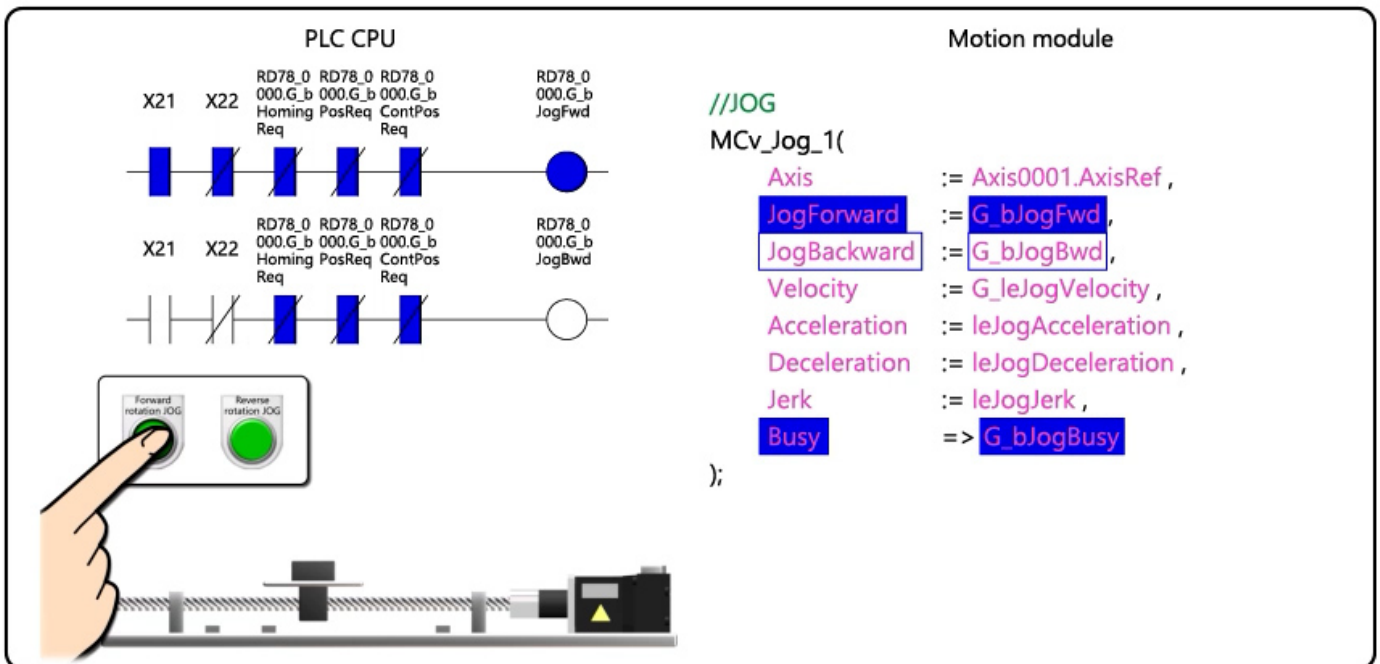 PLC CPU
Motion module
RD78_0 RD78_0 RD78_0
000.G_b 000.G_b 000.G_b
Homing PosReq ContPos
Req Req
RD78_0
000.G_b
JogFwd
X21 X22
RD78_0 RD78_0 RD78_0
000.G_b 000.G_b 000.G_b
Homing PosReq ContPos
Req Req
RD78_0
000.G_b
JogBwd
X21 X22
Forward
rotation JOG
Reverse
rotation JOG
//JOG
MCv_Jog_1(
Axis := Axis0001.AxisRef ,
JogForward := G_bJogFwd ,
JogBackward := G_bJogBwd ,
Velocity := G_leJogVelocity ,
Acceleration := leJogAcceleration ,
Deceleration := leJogDeceleration ,
Jerk := leJogJerk ,
Busy => G_bJogBusy
);